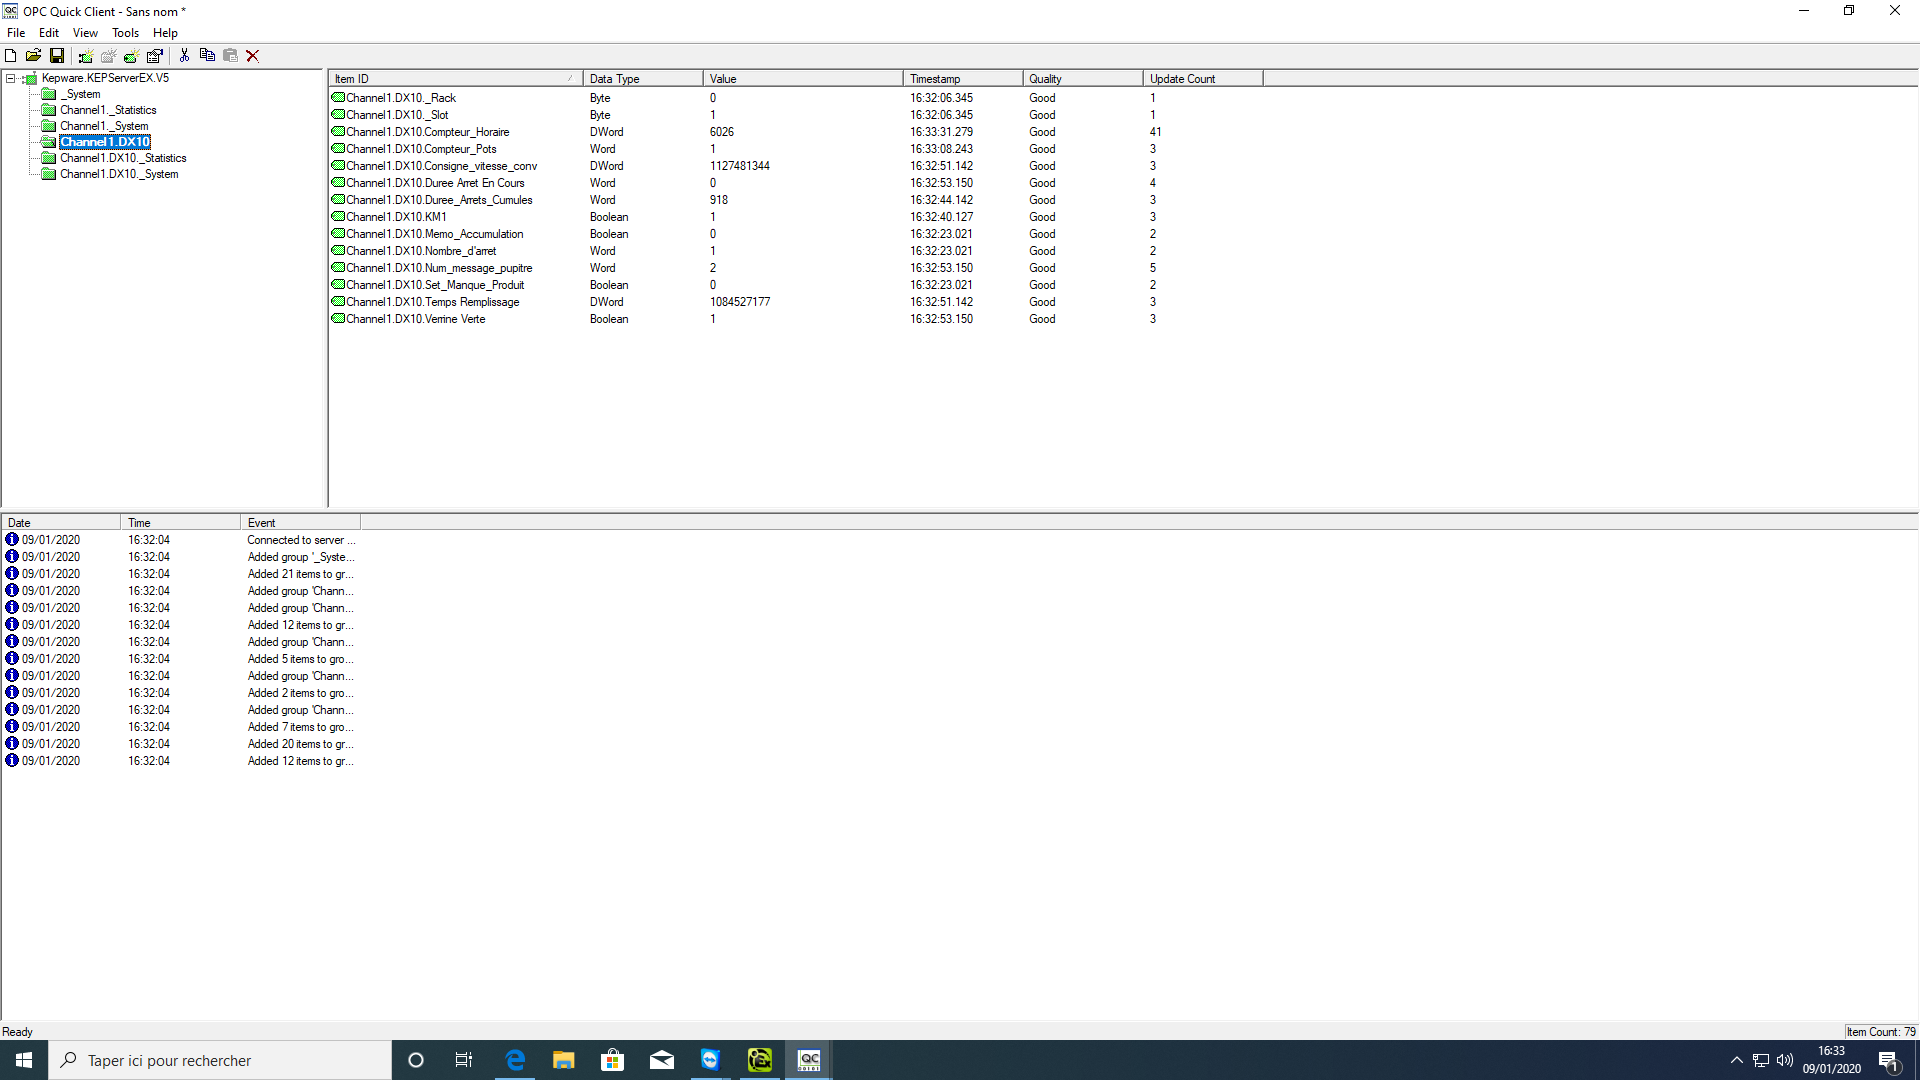 OPC Quick Client - Sans nom *
File Edit View Tools Help
Kepware.KEPServerEX.V5
_System
Channel1._Statistics
Channel1._System
Channel1.DX10
Channel1.DX10._Statistics
Channel1.DX10._System
Item ID Data Type Value Timestamp Quality Update Count
Channel1.DX10._Rack Byte 0 16:32:06.345 Good 1
Channel1.DX10._Slot Byte 1 16:32:06.345 Good 1
Channel1.DX10.Compteur_Horaire DWord 6026 16:33:31.279 Good 41
Channel1.DX10.Compteur_Pots Word 1 16:33:08.243 Good 3
Channel1.DX10.Consigne_vitesse_conv DWord 1127481344 16:32:51.142 Good 3
Channel1.DX10.Duree Arret En Cours Word 0 16:32:53.150 Good 4
Channel1.DX10.Duree_Arrets_Cumules Word 918 16:32:44.142 Good 3
Channel1.DX10.KM1 Boolean 1 16:32:40.127 Good 3
Channel1.DX10.Memo_Accumulation Boolean 0 16:32:23.021 Good 2
Channel1.DX10.Nombre_d'arret Word 1 16:32:23.021 Good 2
Channel1.DX10.Num_message_pupitre Word 2 16:32:53.150 Good 5
Channel1.DX10.Set_Manque_Produit Boolean 0 16:32:23.021 Good 2
Channel1.DX10.Temps Remplissage DWord 1084527177 16:32:51.142 Good 3
Channel1.DX10.Verrine Verte Boolean 1 16:32:53.150 Good 3
Date Time Event
09/01/2020 16:32:04 Connected to server ...
09/01/2020 16:32:04 Added group '_Syste...
09/01/2020 16:32:04 Added 21 items to gr...
09/01/2020 16:32:04 Added group 'Chann...
09/01/2020 16:32:04 Added group 'Chann...
09/01/2020 16:32:04 Added 12 items to gr...
09/01/2020 16:32:04 Added group 'Chann...
09/01/2020 16:32:04 Added 5 items to gro...
09/01/2020 16:32:04 Added group 'Chann...
09/01/2020 16:32:04 Added 2 items to gro...
09/01/2020 16:32:04 Added group 'Chann...
09/01/2020 16:32:04 Added 7 items to gro...
09/01/2020 16:32:04 Added 20 items to gr...
09/01/2020 16:32:04 Added 12 items to gr...
Ready Item Count: 79
Taper ici pour rechercher
16:33
09/01/2020
1